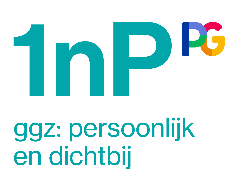 1nP PG
ggz: persoonlijk
en dichtbij